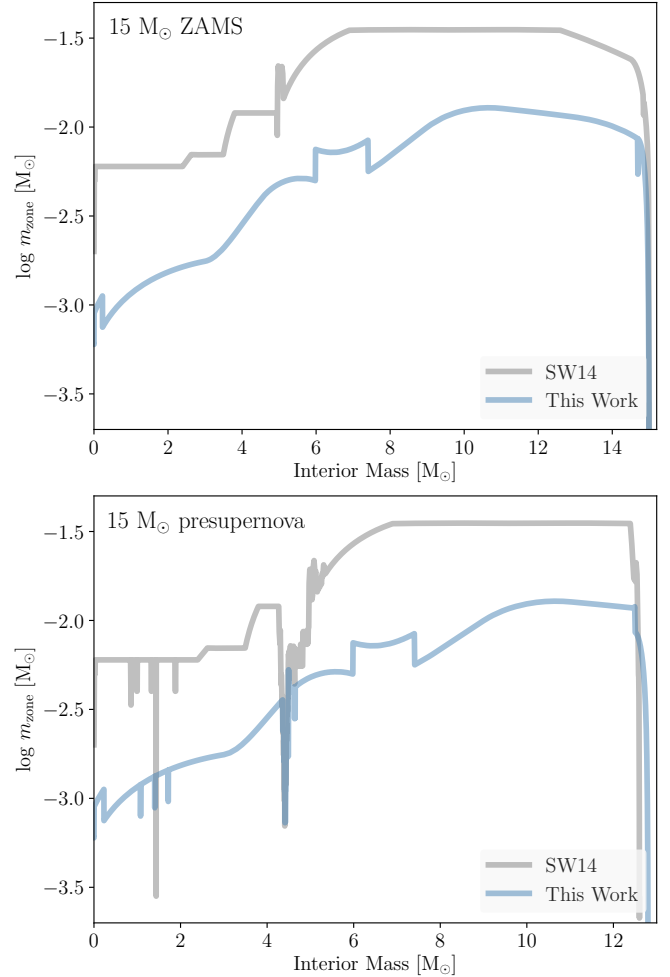 15 M☉ ZAMS
log m_zone [M☉]
−1.5
−2.0
−2.5
−3.0
−3.5
SW14
This Work
0 2 4 6 8 10 12 14
Interior Mass [M☉]
15 M☉ presupernova
log m_zone [M☉]
−1.5
−2.0
−2.5
−3.0
−3.5
SW14
This Work
0 2 4 6 8 10 12
Interior Mass [M☉]